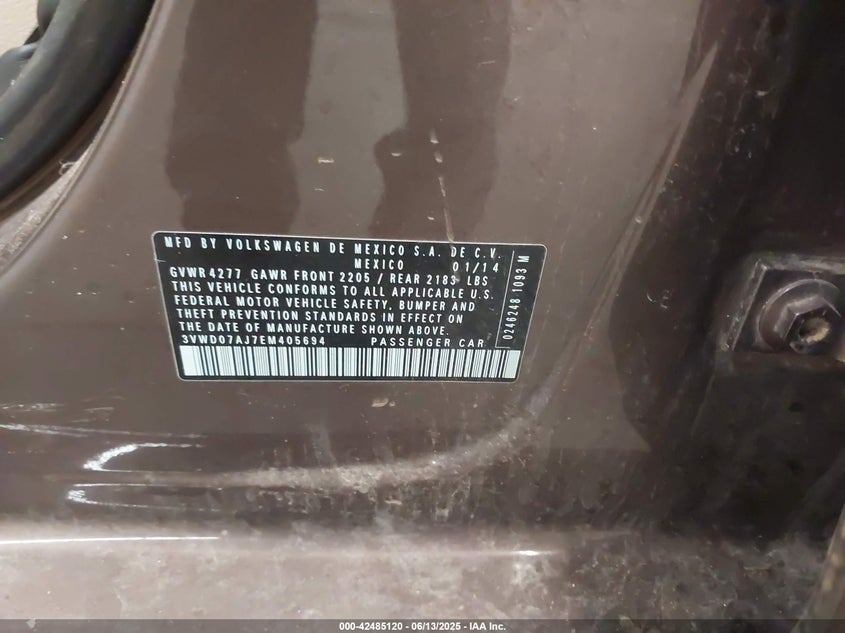 MFD BY VOLKSWAGEN DE MEXICO S.A. DE C.V.
MEXICO 01/14
GVWR 4277 GAWR FRONT 2205 / REAR 2183 LBS
THIS VEHICLE CONFORMS TO ALL APPLICABLE U.S.
FEDERAL MOTOR VEHICLE SAFETY, BUMPER AND
THEFT PREVENTION STANDARDS IN EFFECT ON
THE DATE OF MANUFACTURE SHOWN ABOVE.
3VWD07AJ7EM405694 PASSENGER CAR
0246248 1093 M
000-42485120 - 06/13/2025 - IAA Inc.